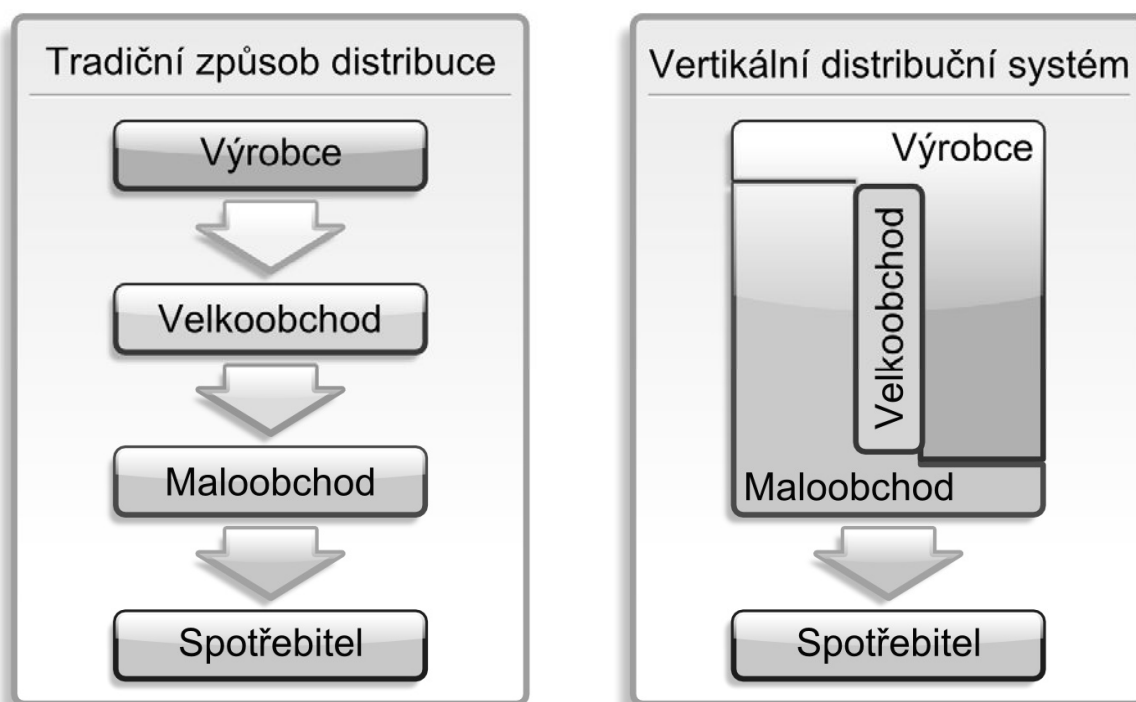 Tradiční způsob distribuce
Výrobce
Velkoobchod
Maloobchod
Spotřebitel
Vertikální distribuční systém
Výrobce
Velkoobchod
Maloobchod
Spotřebitel